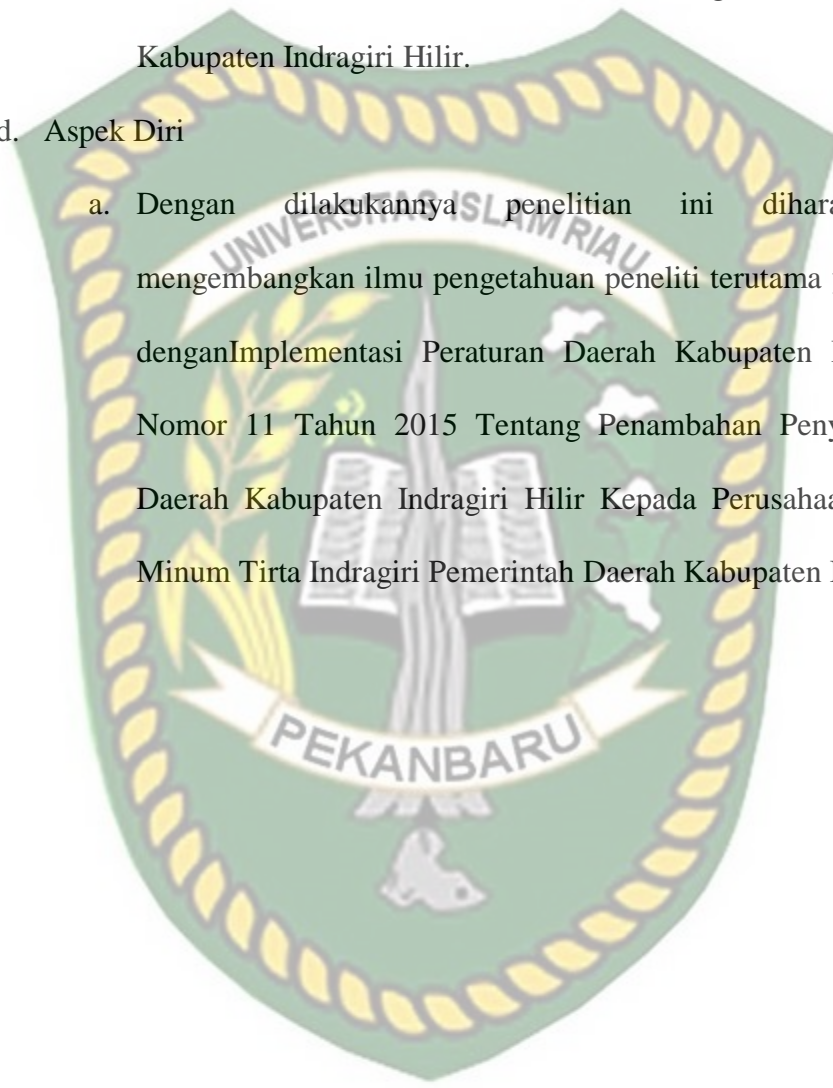 Kabupaten Indragiri Hilir.
d. Aspek Diri
a. Dengan dilakukannya penelitian ini dihara
mengembangkan ilmu pengetahuan peneliti terutama
denganImplementasi Peraturan Daerah Kabupaten
Nomor 11 Tahun 2015 Tentang Penambahan Peny
Daerah Kabupaten Indragiri Hilir Kepada Perusahaa
Minum Tirta Indragiri Pemerintah Daerah Kabupaten
UNIVERSITAS ISLAM RIAU
PEKANBARU